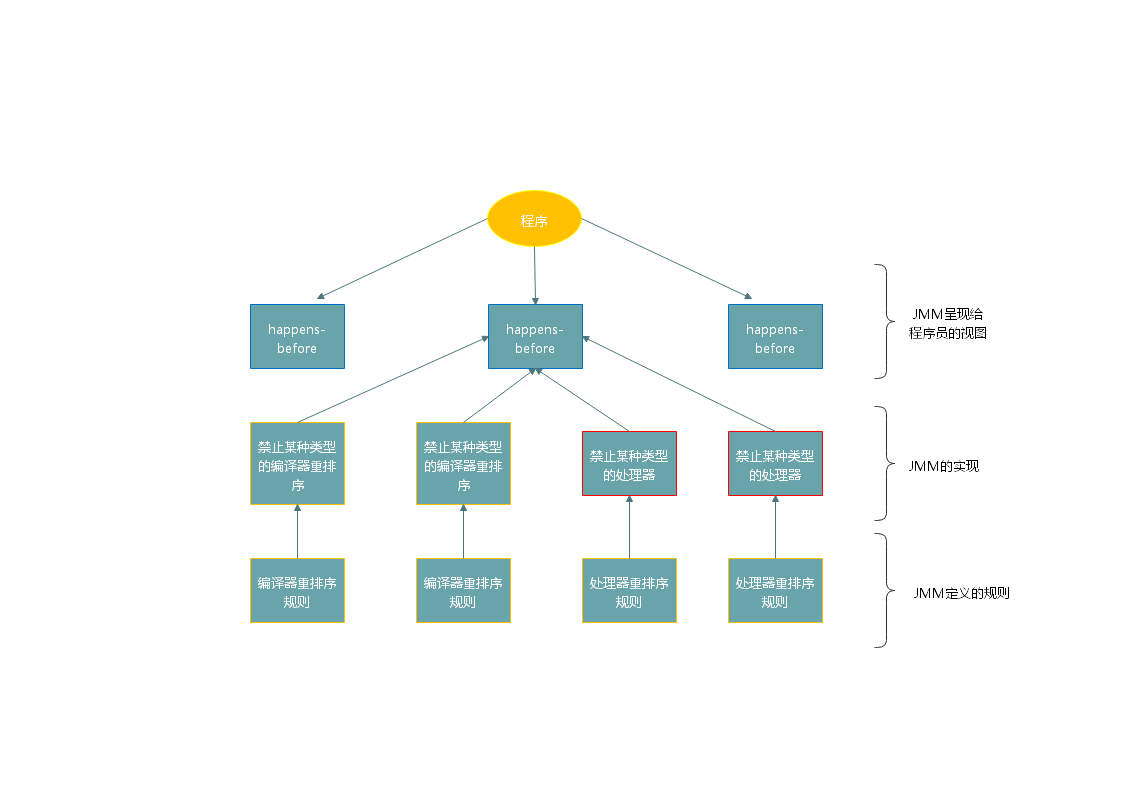 程序
happens-
before
happens-
before
happens-
before
JMM呈现给
程序员的视图
禁止某种类型
的编译器重排
序
禁止某种类型
的编译器重排
序
禁止某种类型
的处理器
禁止某种类型
的处理器
JMM的实现
编译器重排序
规则
编译器重排序
规则
处理器重排序
规则
处理器重排序
规则
JMM定义的规则